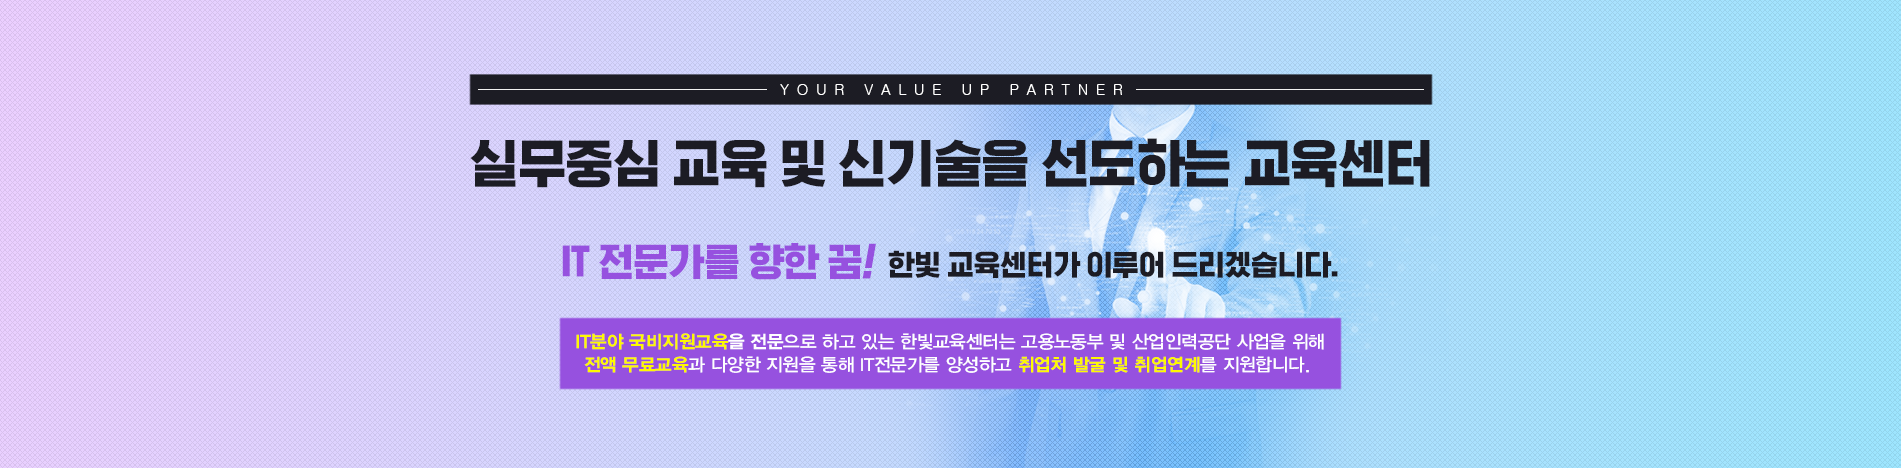 YOUR VALUE UP PARTNER
실무중심 교육 및 신기술을 선도하는 교육센터
IT 전문가를 향한 꿈! 한빛 교육센터가 이루어 드리겠습니다.
IT분야 국비지원교육을 전문으로 하고 있는 한빛교육센터는 고용노동부 및 산업인력공단 사업을 위해
전액 무료교육과 다양한 지원을 통해 IT전문가를 양성하고 취업처 발굴 및 취업연계를 지원합니다.